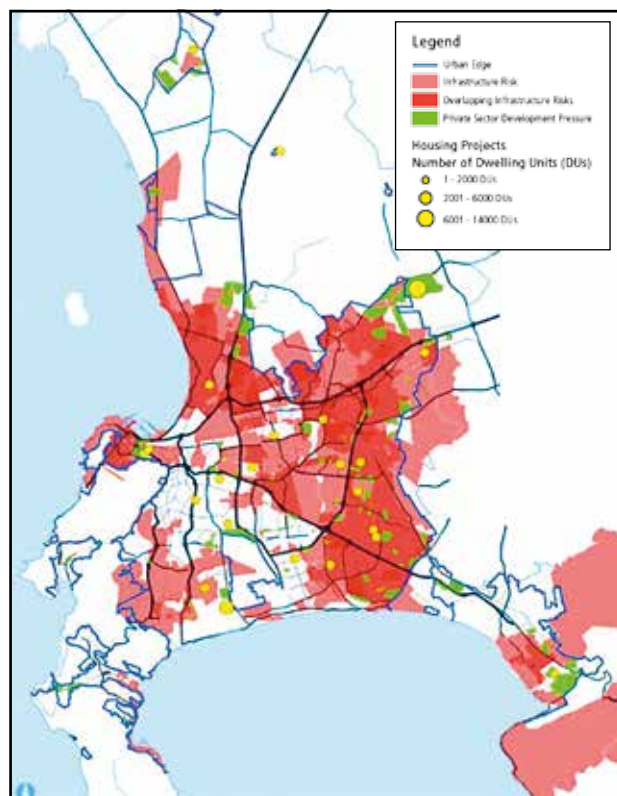 Legend
Urban Edge
Infrastructure Risk
Overlapping Infrastructure Risks
Private Sector Development Pressure
Housing Projects
Number of Dwelling Units (DUs)
1 - 2000 DUs
2001 - 6000 DUs
6001 - 14000 DUs